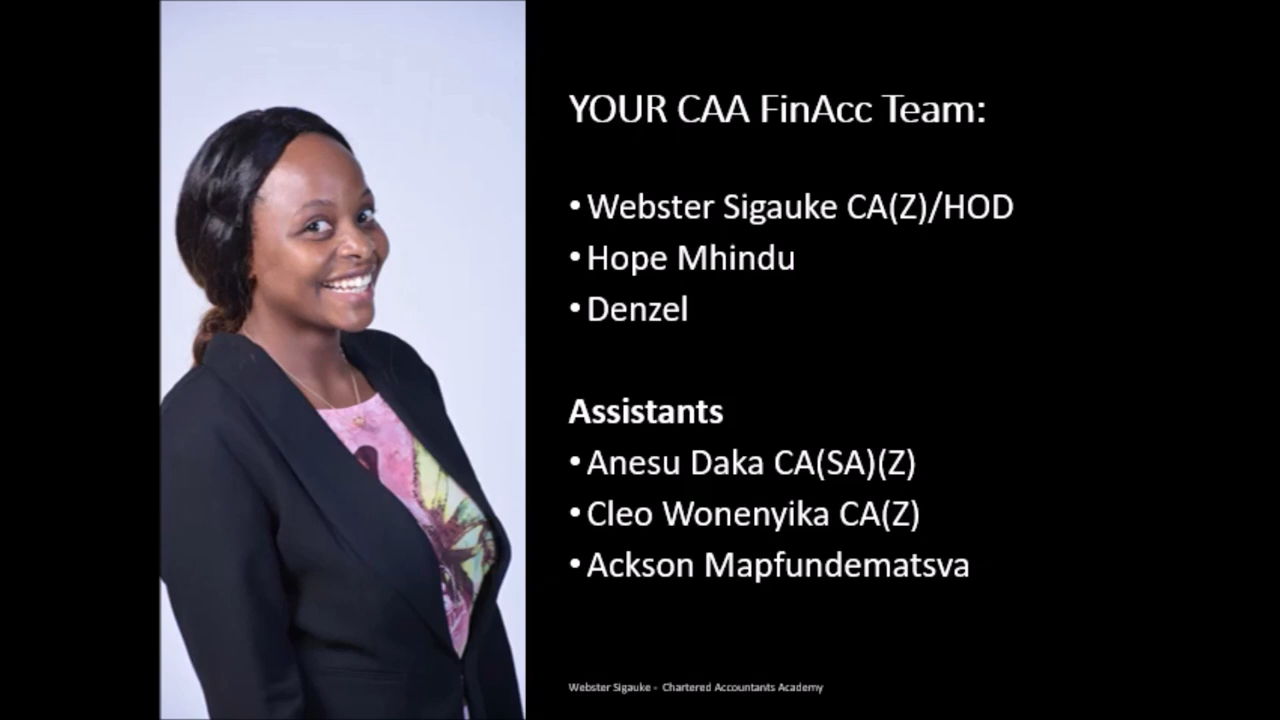 YOUR CAA FinAcc Team:
•Webster Sigauke CA(Z)/HOD
•Hope Mhindu
•Denzel
Assistants
•Anesu Daka CA(SA)(Z)
•Cleo Wonenyika CA(Z)
•Ackson Mapfundematsva
Webster Sigauke - Chartered Accountants Academy